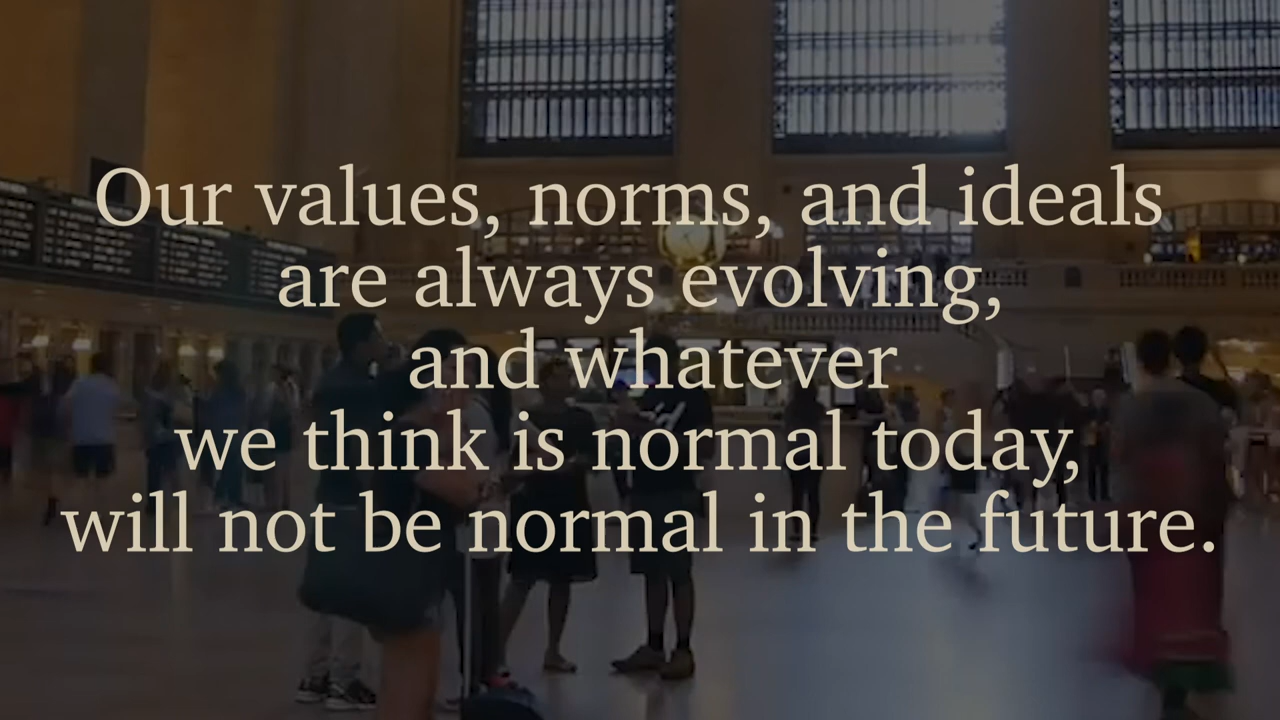 Our values, norms, and ideals
are always evolving,
and whatever
we think is normal today,
will not be normal in the future.